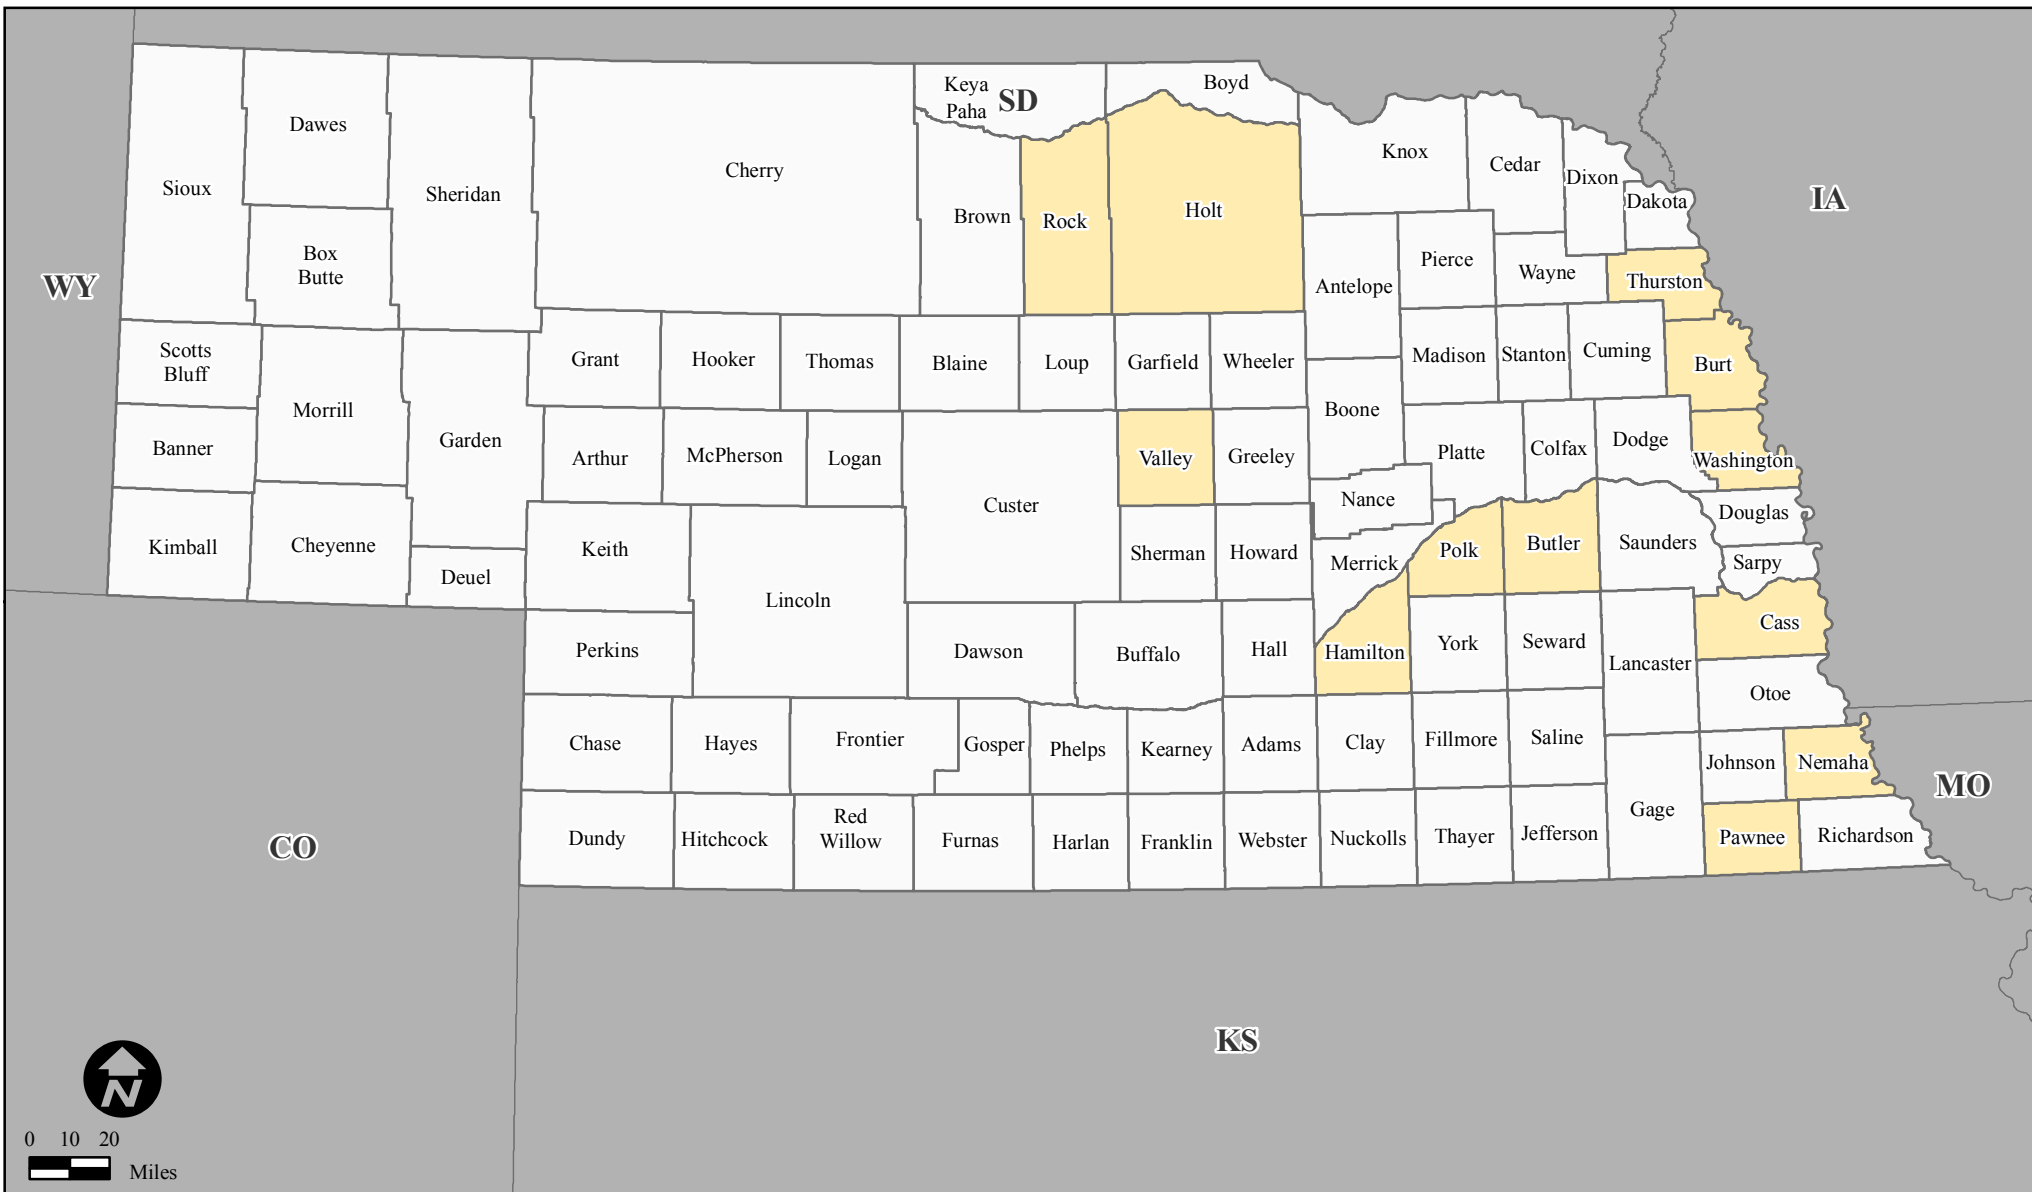 Keya
Paha
SD
Boyd
Dawes
Sioux
Sheridan
Cherry
Brown
Rock
Holt
Knox
Cedar
Dixon
Dakota
IA
WY
Box
Butte
Antelope
Pierce
Wayne
Thurston
Scotts
Bluff
Grant
Hooker
Thomas
Blaine
Loup
Garfield
Wheeler
Madison
Stanton
Cuming
Burt
Morrill
Boone
Banner
Garden
Arthur
McPherson
Logan
Custer
Valley
Greeley
Platte
Colfax
Dodge
Washington
Nance
Douglas
Kimball
Cheyenne
Deuel
Keith
Lincoln
Sherman
Howard
Merrick
Polk
Butler
Saunders
Sarpy
Perkins
Dawson
Buffalo
Hall
Hamilton
York
Seward
Lancaster
Cass
Otoe
Chase
Hayes
Frontier
Gosper
Phelps
Kearney
Adams
Clay
Fillmore
Saline
Johnson
Nemaha
MO
CO
Dundy
Hitchcock
Red
Willow
Furnas
Harlan
Franklin
Webster
Nuckolls
Thayer
Jefferson
Gage
Pawnee
Richardson
KS
N
0 10 20
Miles